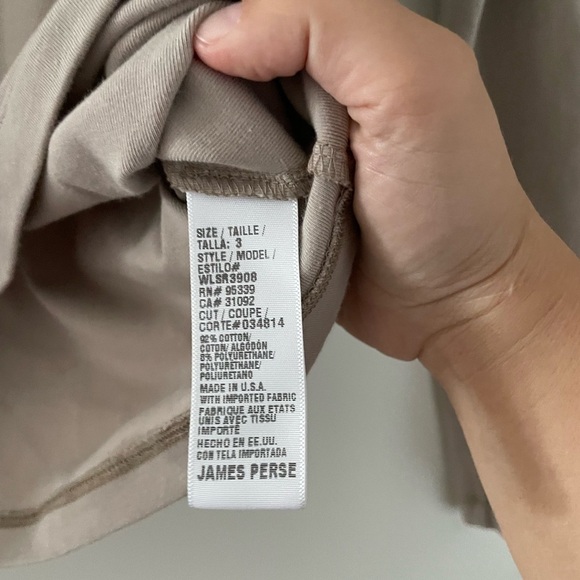 SIZE / TAILLE /
TALLA: 3
STYLE / MODEL /
ESTILO#
WLSR3908
RN# 95339
CA# 31092
CUT / COUPE /
CORTE#034814
92% COTTON/
COTON/ ALGODÓN
8% POLYURETHANE/
POLYURETHANE/
POLIURETANO
MADE IN U.S.A.
WITH IMPORTED FABRIC
FABRIQUE AUX ETATS
UNIS AVEC TISSU
IMPORTÉ
HECHO EN EE.UU.
CON TELA IMPORTADA
JAMES PERSE